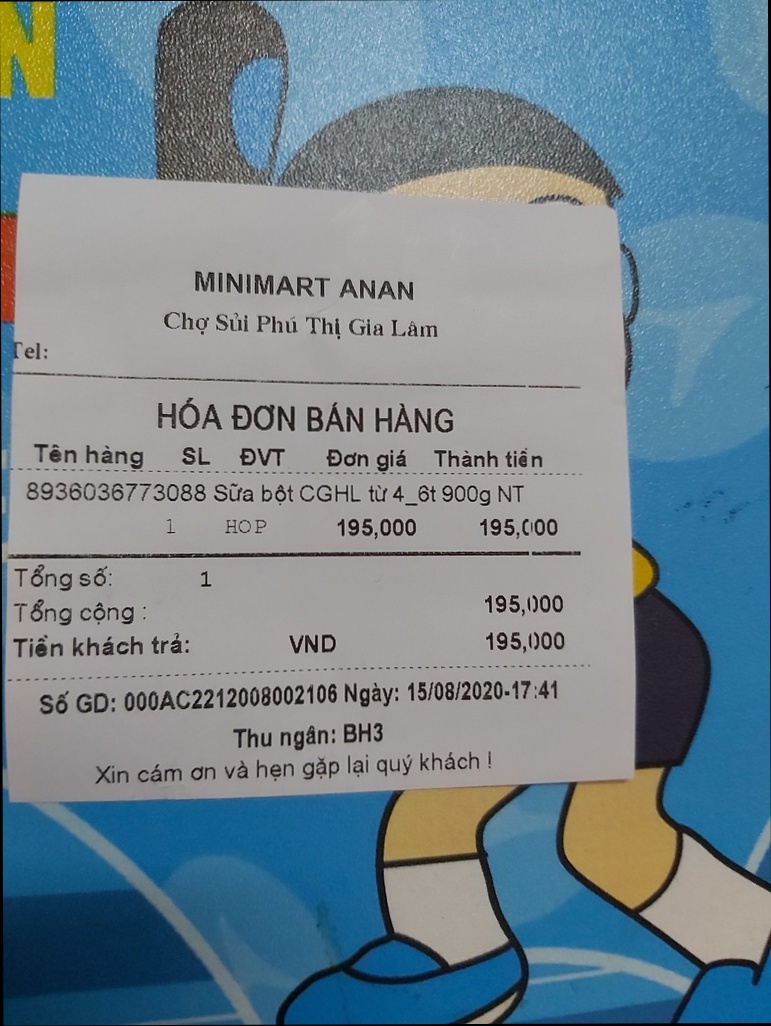 N
MINIMART ANAN
Chợ Sủi Phú Thị Gia Lâm
Tel:
HÓA ĐƠN BÁN HÀNG
Tên hàng SL ĐVT Đơn giá Thành tiền
8936036773088 Sữa bột CGHL từ 4_6t 900g NT
1 HOP 195,000 195,000
Tổng số: 1
Tổng cộng : 195,000
Tiền khách trả: VND 195,000
Số GD: 000AC2212008002106 Ngày: 15/08/2020-17:41
Thu ngân: BH3
Xin cám ơn và hẹn gặp lại quý khách !